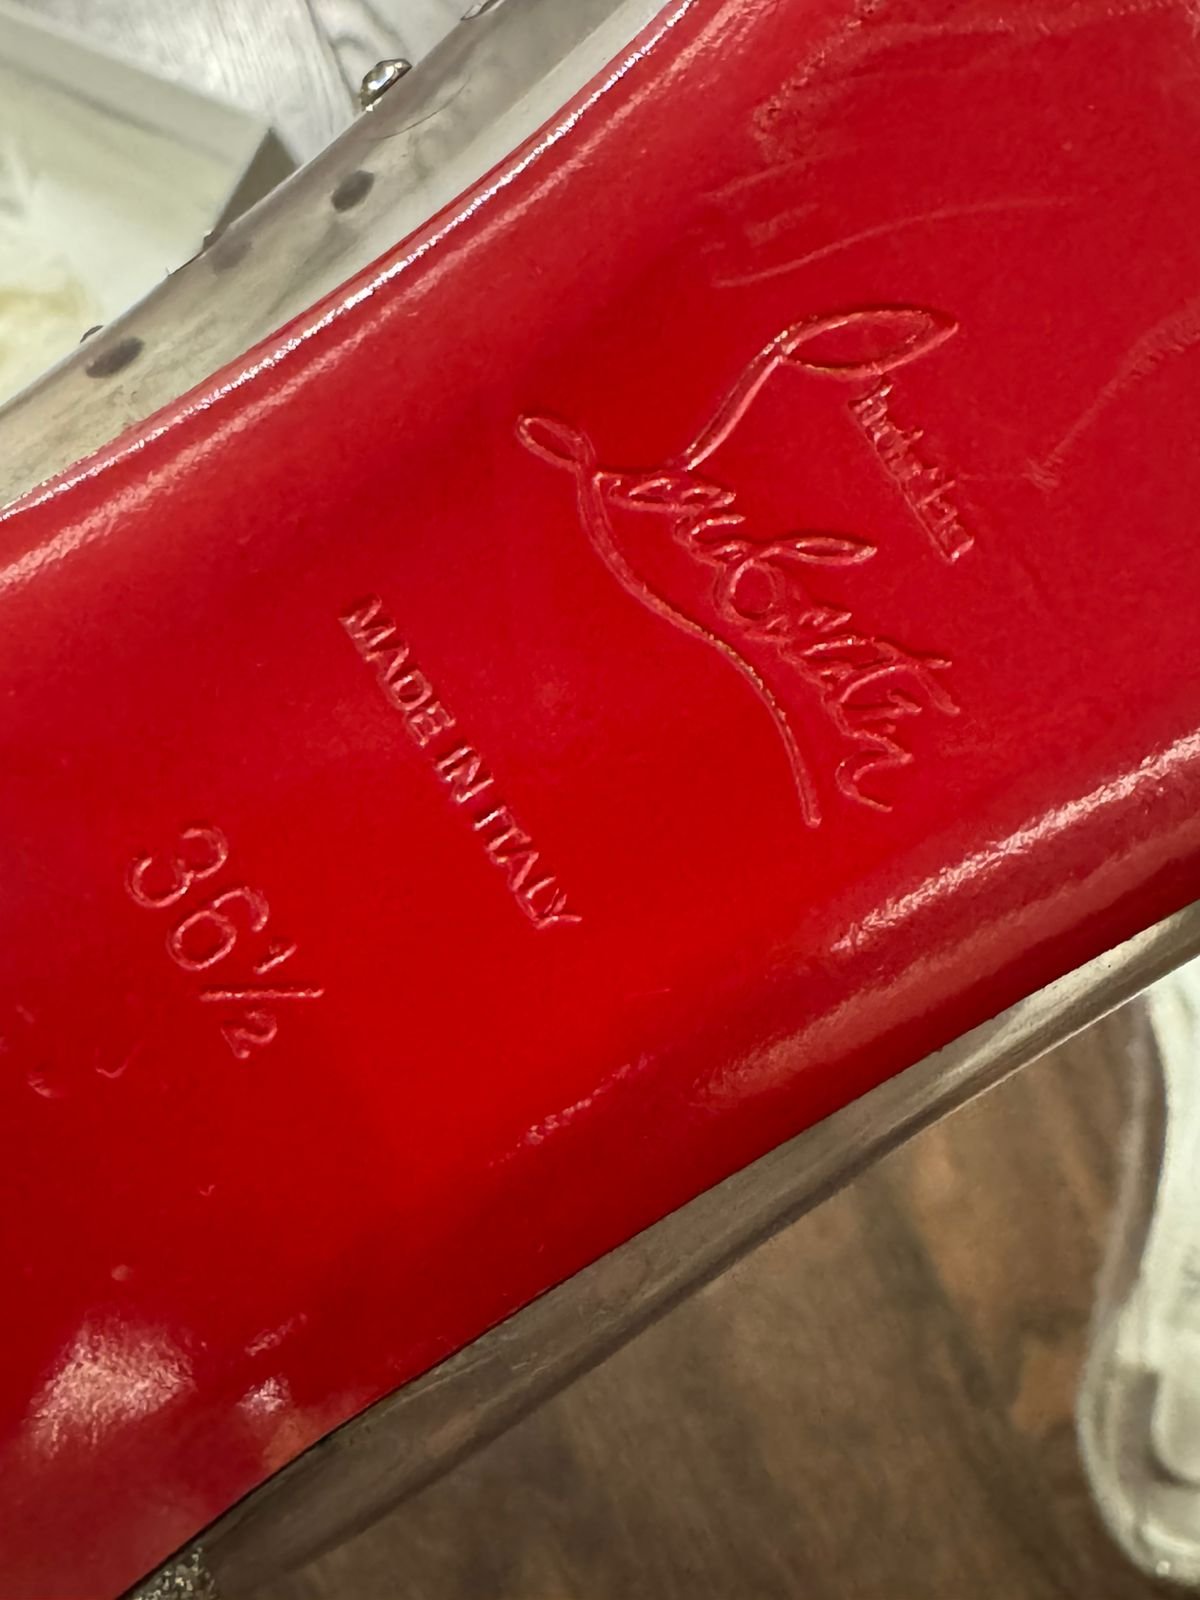 Christian
Louboutin
MADE IN ITALY
36½